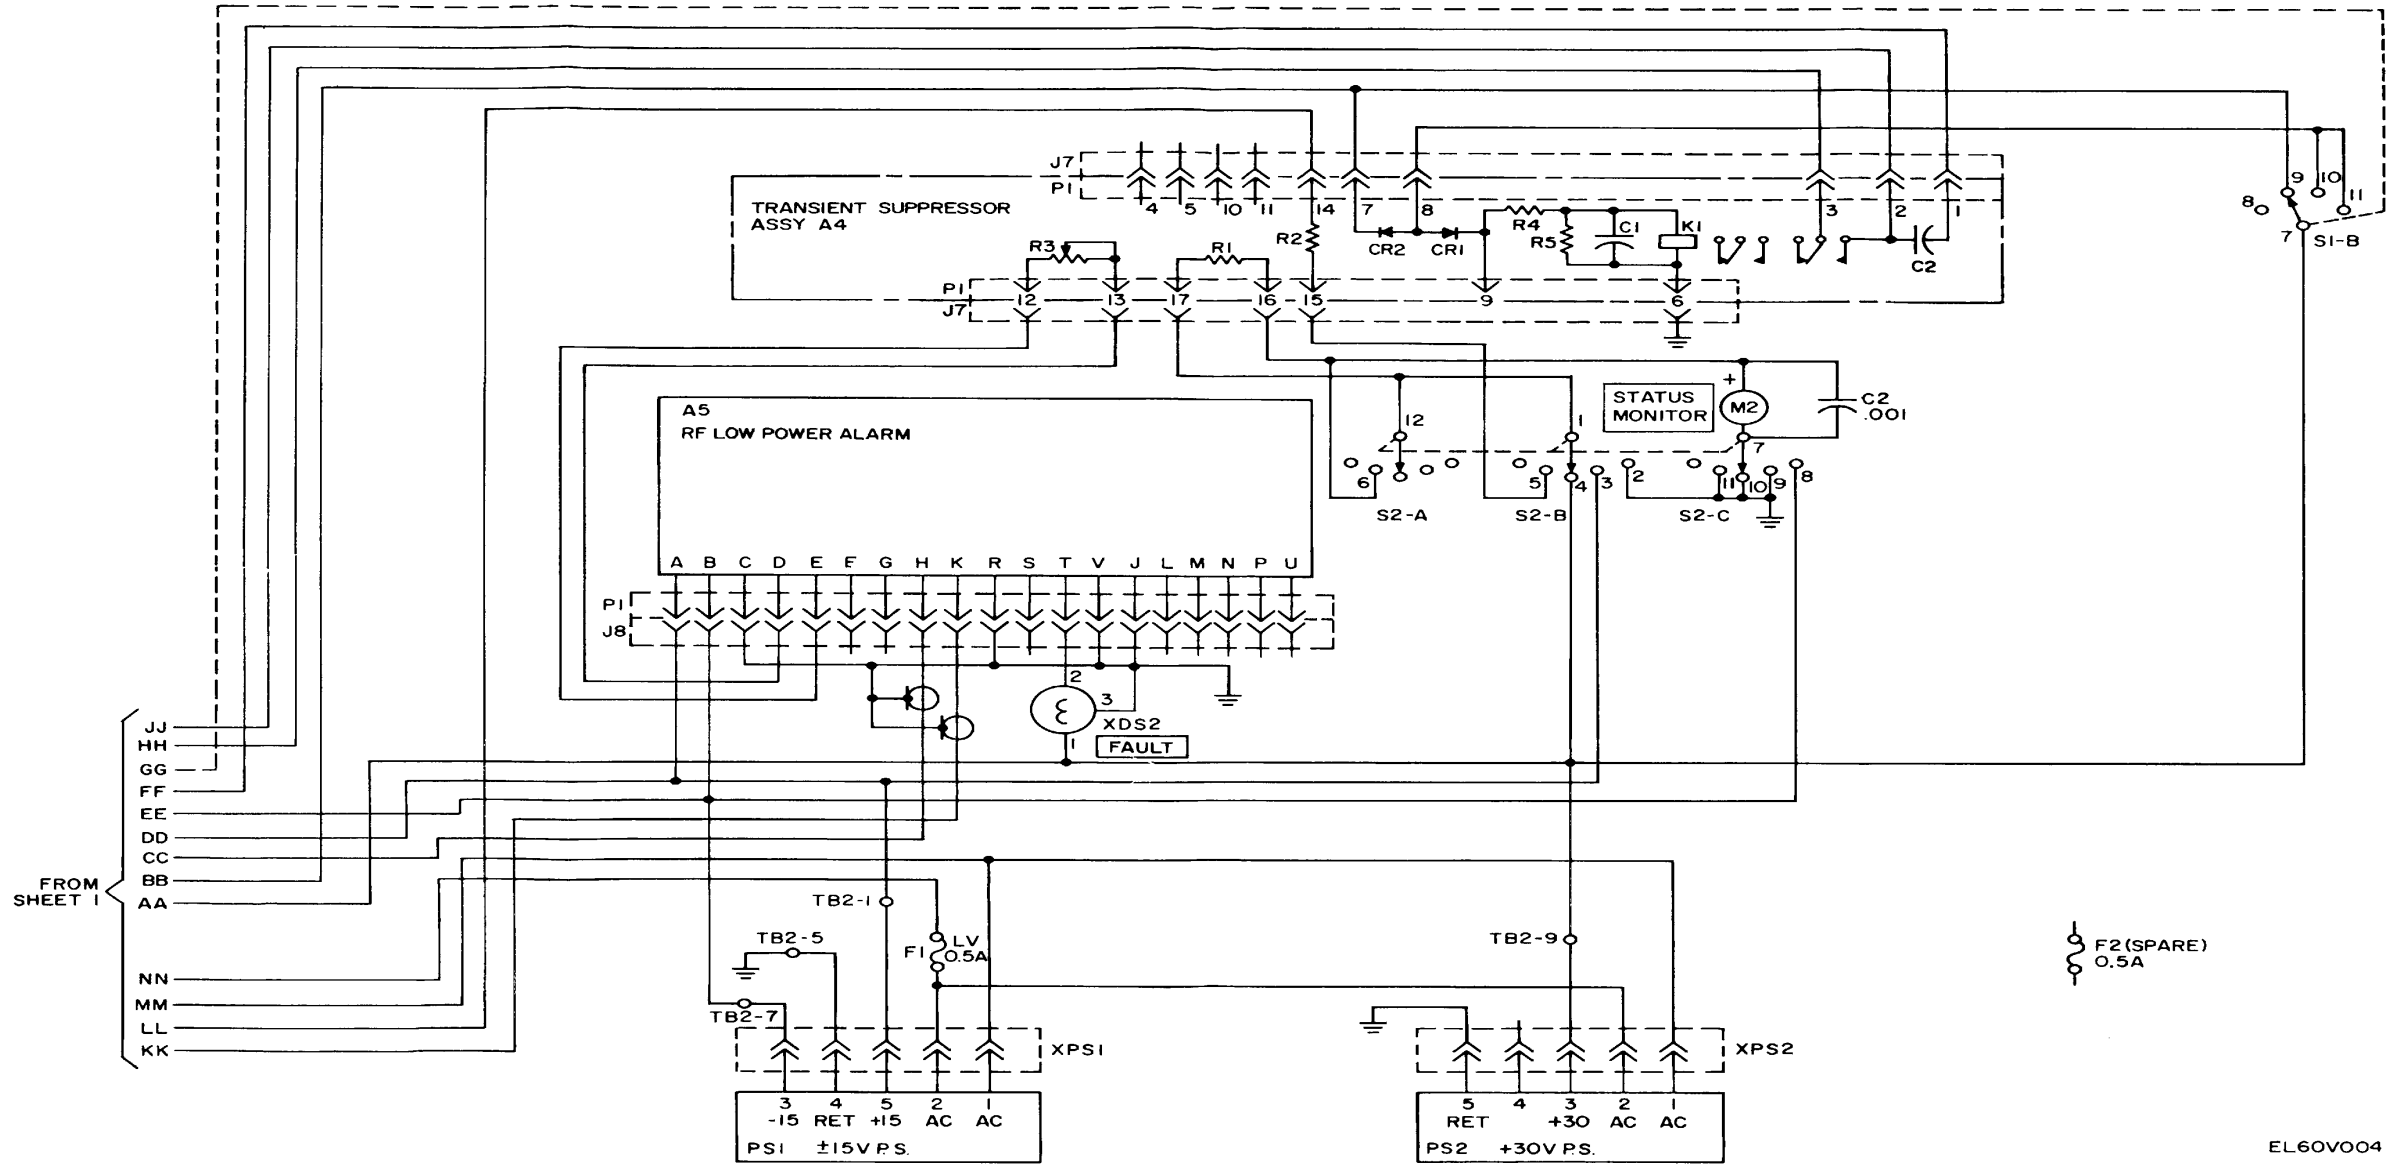 J7
P1
4 5 10 11 14 7 8 3 2 1
TRANSIENT SUPPRESSOR
ASSY A4
R3
R1
R2
CR2 CR1
R4
R5
C1
K1
C2
8 9 10 11
7 S1-B
P1
J7
12 13 17 16 15 9 6
A5
RF LOW POWER ALARM
STATUS
MONITOR
+
M2
C2
.001
12
1
7
6
5 4 3 2
11 10 9 8
S2-A
S2-B
S2-C
A B C D E F G H K R S T V J L M N P U
P1
J8
2
3
XDS2
1
FAULT
JJ
HH
GG
FF
EE
DD
CC
BB
AA
FROM
SHEET 1
NN
MM
LL
KK
TB2-1
TB2-5
F1
LV
0.5A
TB2-7
TB2-9
F2 (SPARE)
0.5A
XPS1
XPS2
3 4 5 2 1
-15 RET +15 AC AC
PS1 ±15V P.S.
5 4 3 2 1
RET +30 AC AC
PS2 +30V P.S.
EL60V004